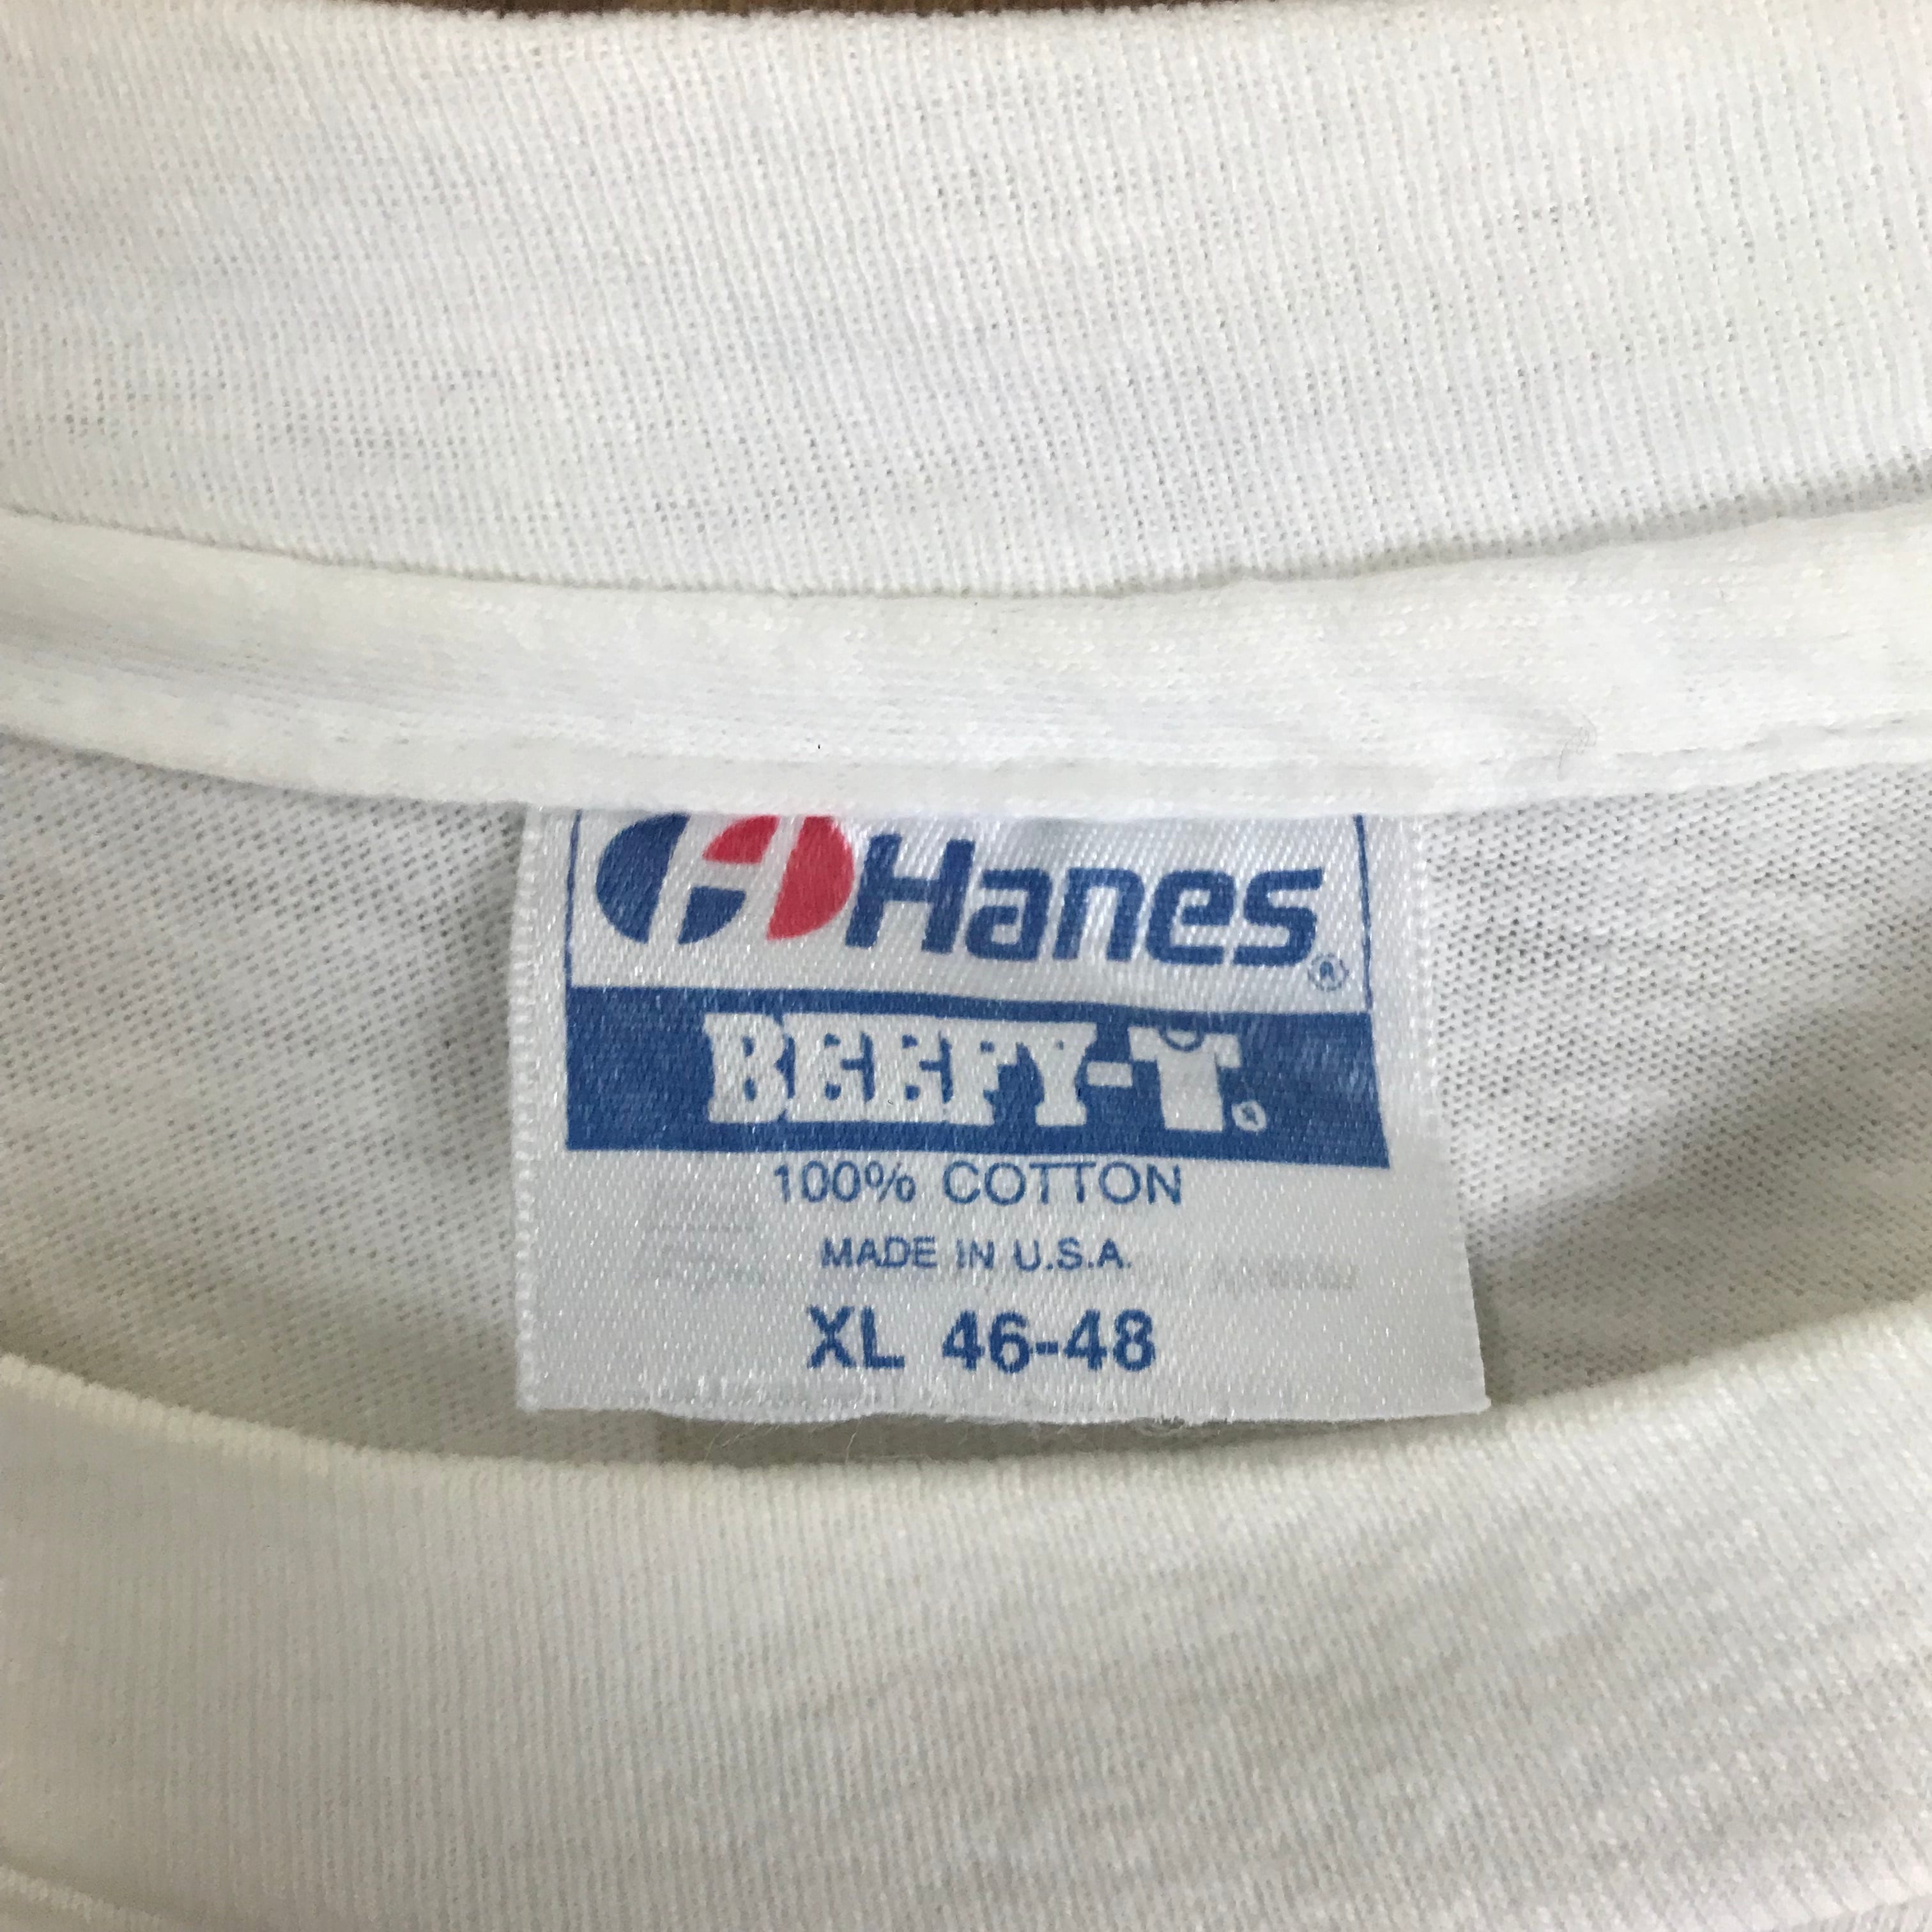 Hanes®
BEEFY-T®
100% COTTON
MADE IN U.S.A.
XL 46-48